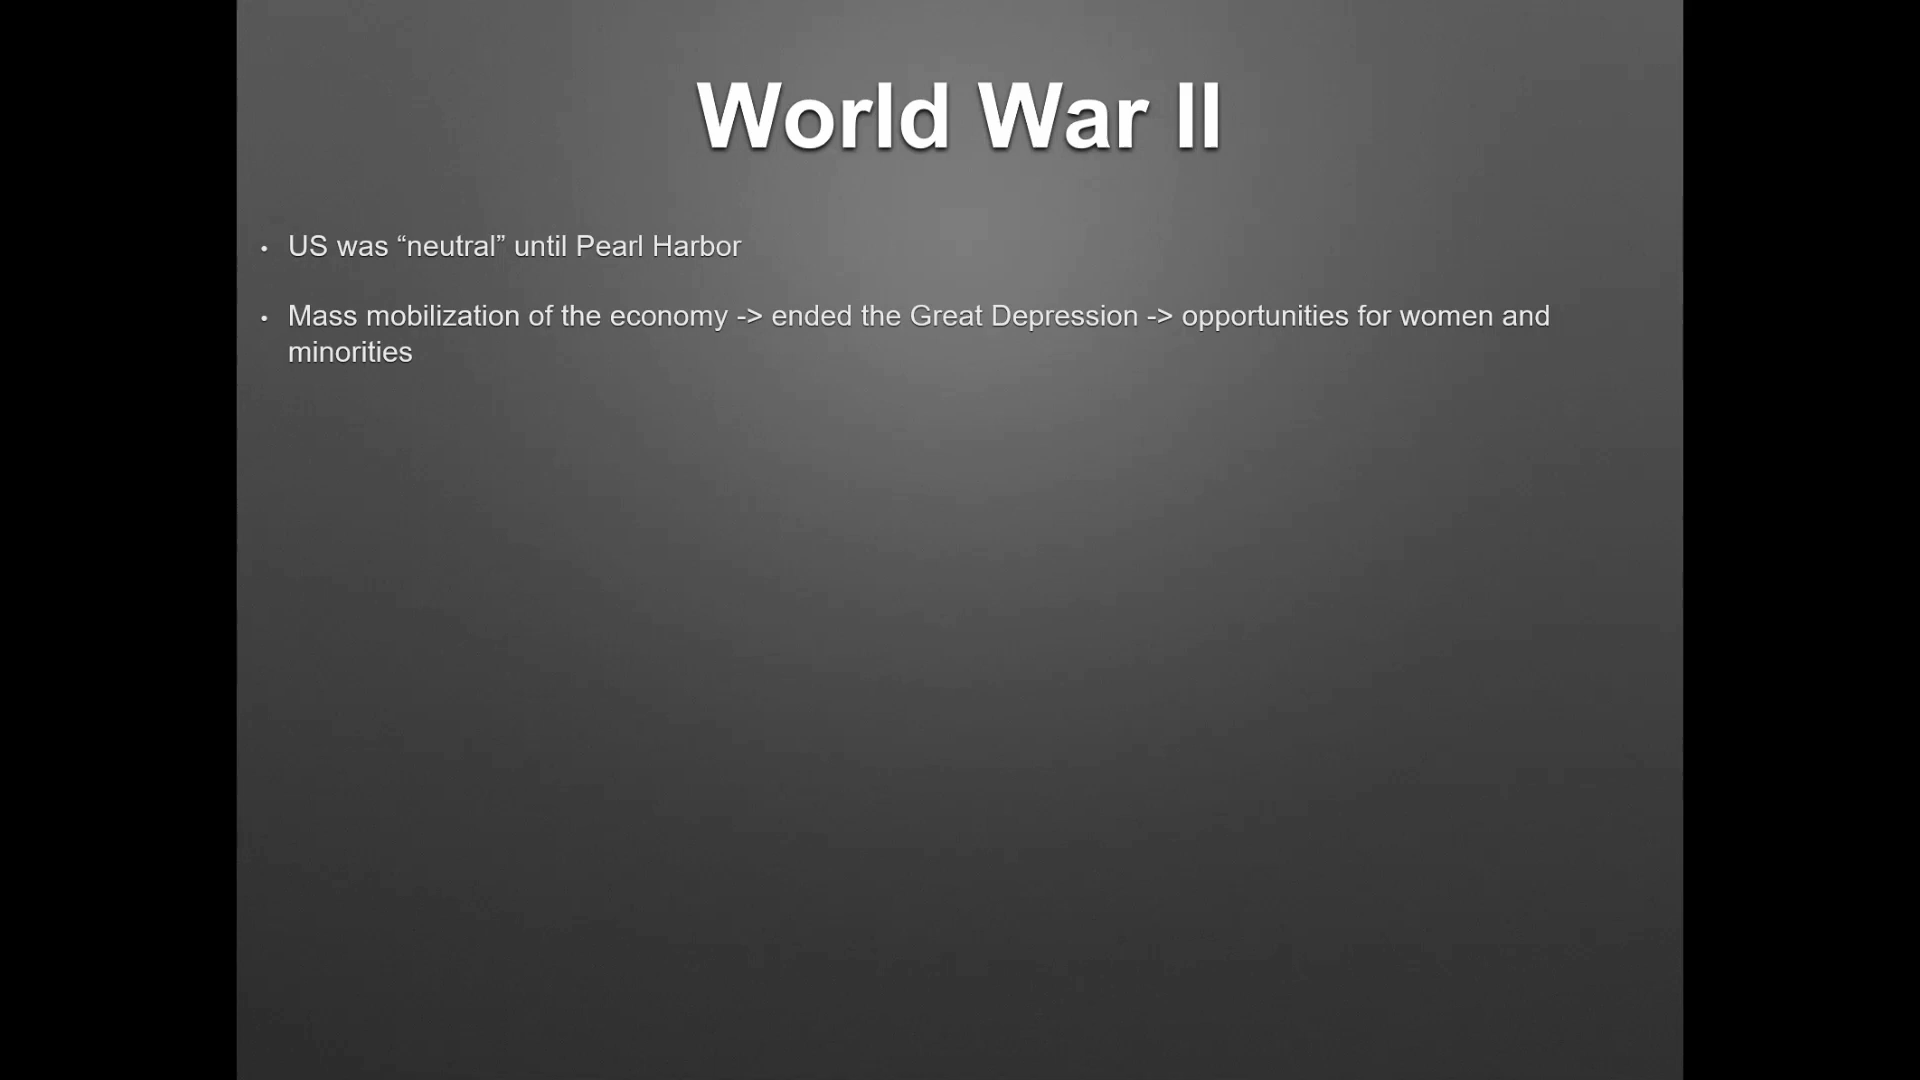 World War II
• US was “neutral” until Pearl Harbor
• Mass mobilization of the economy -> ended the Great Depression -> opportunities for women and
minorities